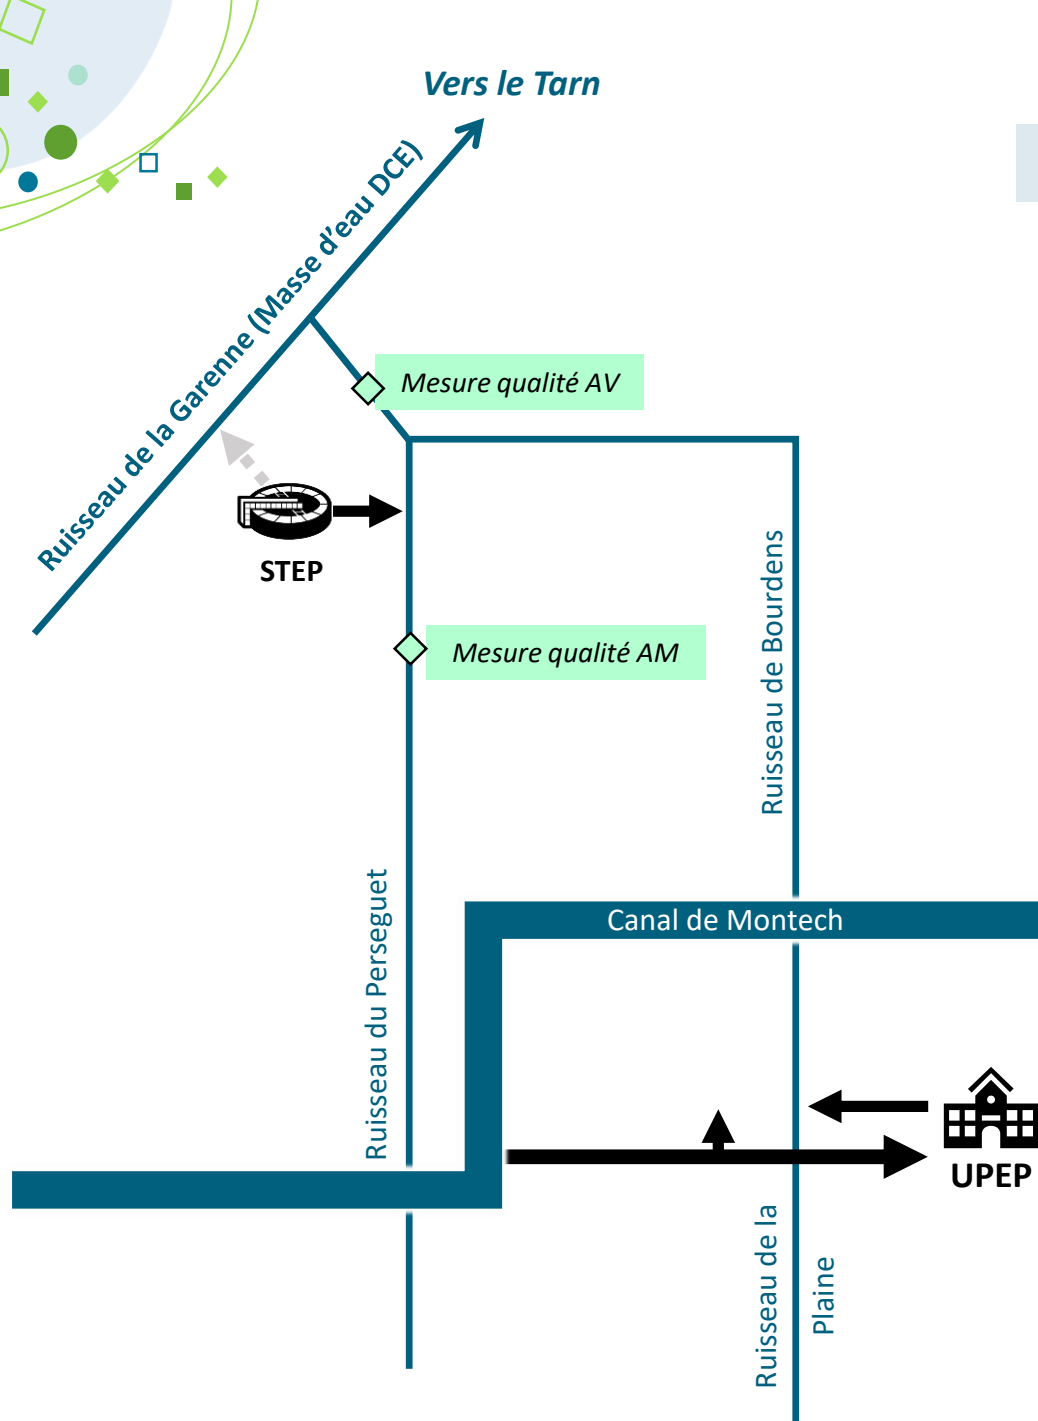 Vers le Tarn
Ruisseau de la Garenne (Masse d'eau DCE)
Mesure qualité AV
STEP
Mesure qualité AM
Ruisseau de Bourdens
Ruisseau du Perseguet
Canal de Montech
UPEP
Ruisseau de la
Plaine